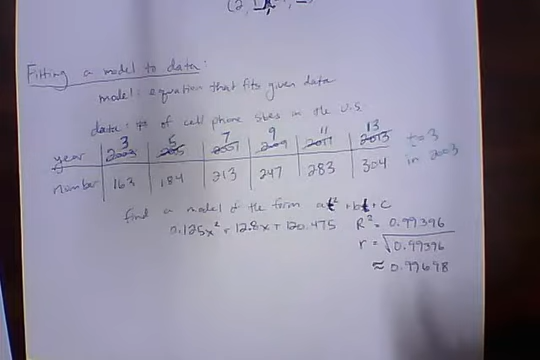 Fitting a model to data:
model: equation that fits given data
data: # of cell phone sites in the U.S.
3 5 7 9 11 13
year 2003 2005 2007 2009 2011 2013 t=3
number 163 184 213 247 283 304 in 2003
find a model of the form at² + bt + c
0.125x² + 12.8x + 120.475 R² = 0.99396
r = √0.99396
≈ 0.99698